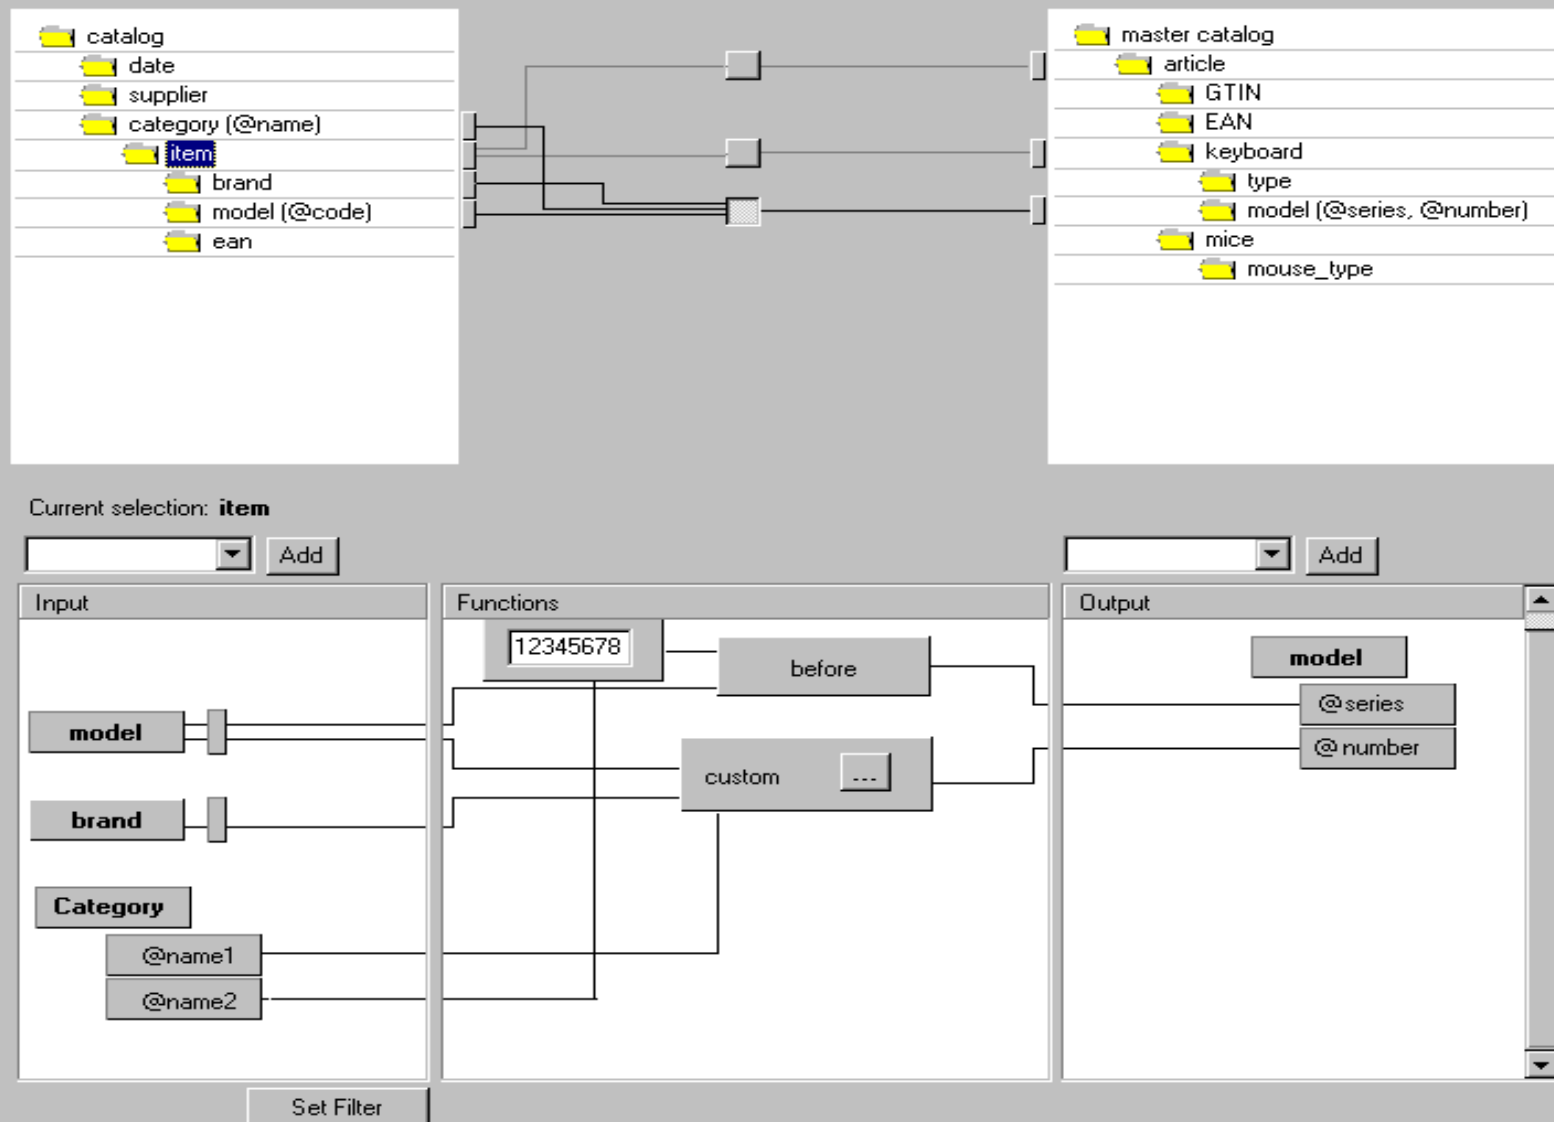 catalog
date
supplier
category (@name)
item
brand
model (@code)
ean
master catalog
article
GTIN
EAN
keyboard
type
model (@series, @number)
mice
mouse_type
Current selection: item
Add
Add
Input
Functions
Output
12345678
before
model
@series
@number
model
custom
...
brand
Category
@name1
@name2
Set Filter